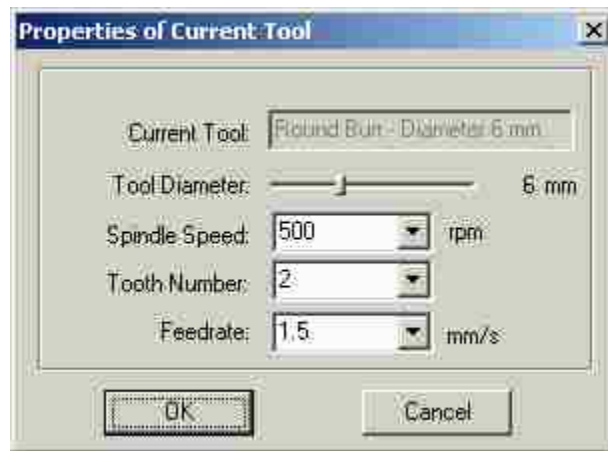 Properties of Current Tool
Current Tool: Round Burr - Diameter 6 mm
Tool Diameter: 6 mm
Spindle Speed: 500 rpm
Tooth Number: 2
Feedrate: 1.5 mm/s
OK Cancel